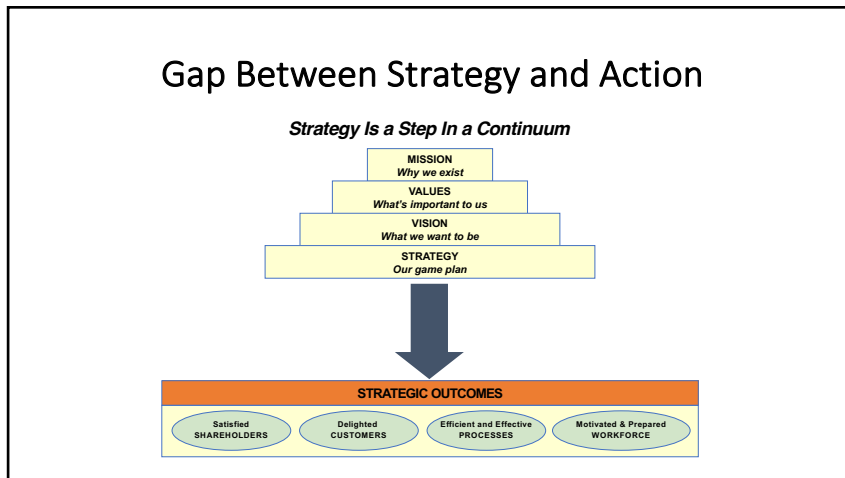 Gap Between Strategy and Action
Strategy Is a Step In a Continuum
MISSION
Why we exist
VALUES
What's important to us
VISION
What we want to be
STRATEGY
Our game plan
STRATEGIC OUTCOMES
Satisfied
SHAREHOLDERS
Delighted
CUSTOMERS
Efficient and Effective
PROCESSES
Motivated & Prepared
WORKFORCE